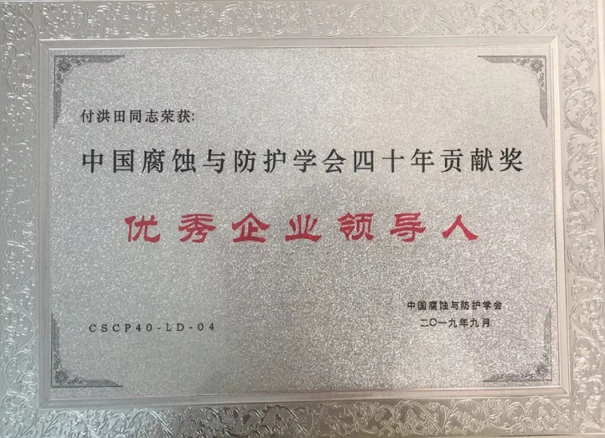 付洪田同志荣获:
中国腐蚀与防护学会四十年贡献奖
优秀企业领导人
中国腐蚀与防护学会
CSCP40-LD-04
二〇一九年九月